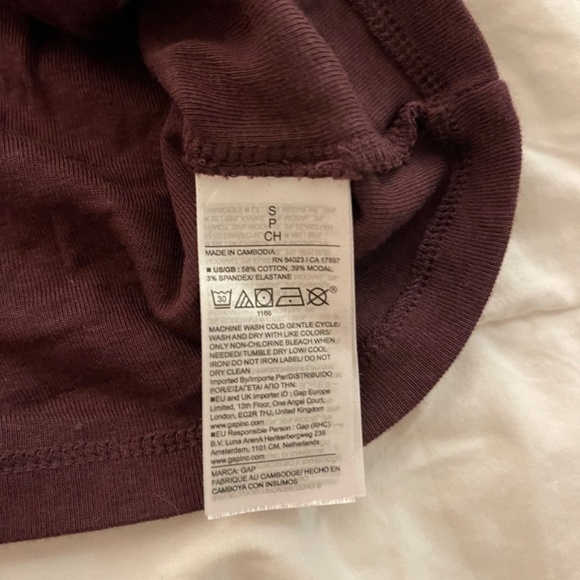 S
P
CH
MADE IN CAMBODIA
RN 54023 / CA 17897
■ US/GB : 58% COTTON, 39% MODAL,
3% SPANDEX/ ELASTANE
30
1166
MACHINE WASH COLD GENTLE CYCLE/
WASH AND DRY WITH LIKE COLORS/
ONLY NON-CHLORINE BLEACH WHEN
NEEDED/TUMBLE DRY LOW/ COOL
IRON/ DO NOT IRON LABEL/ DO NOT
DRY CLEAN
Imported By/Importe Par/DISTRIBUIDO
POR/ΕΙΣΑΓΕΤΑΙ ΑΠΟ ΤΗΝ:
■EU and UK Importer ID ; Gap Europe
Limited, 12th Floor, One Angel Court,
London, EC2R 7HJ, United Kingdom
www.gapinc.com
■EU Responsible Person : Gap (RHC)
B.V. Luna ArenA Herikerbergweg 238
Amsterdam, 1101 CM. Netherlands
www.gapinc.com
MARCA: GAP
FABRIQUE AU CAMBODGE/ HECHO EN
CAMBOYA CON INSUMOS